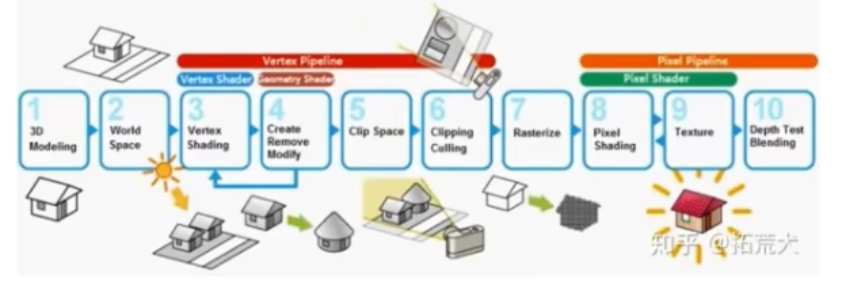 Vertex Pipeline
Pixel Pipeline
Vertex Shader
Geometry Shader
Pixel Shader
1
3D
Modeling
2
World
Space
3
Vertex
Shading
4
Create
Remove
Modify
5
Clip Space
6
Clipping
Culling
7
Rasterize
8
Pixel
Shading
9
Texture
10
Depth Test
Blending
知乎 @拓荒犬